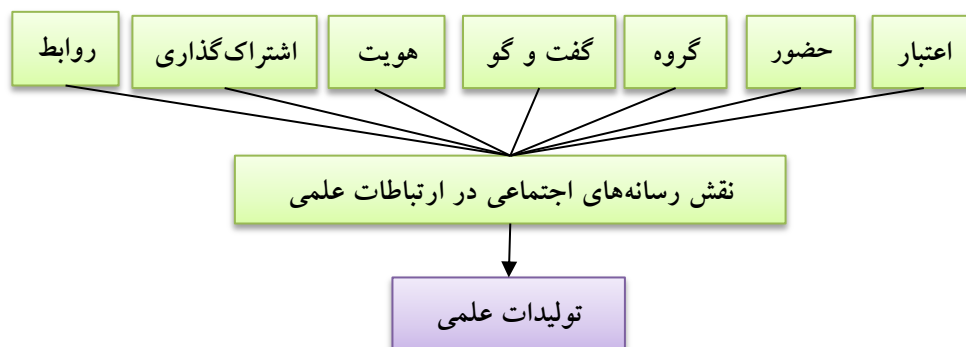 اعتبار
حضور
گروه
گفت و گو
هویت
اشتراک‌گذاری
روابط
نقش رسانه‌های اجتماعی در ارتباطات علمی
تولیدات علمی